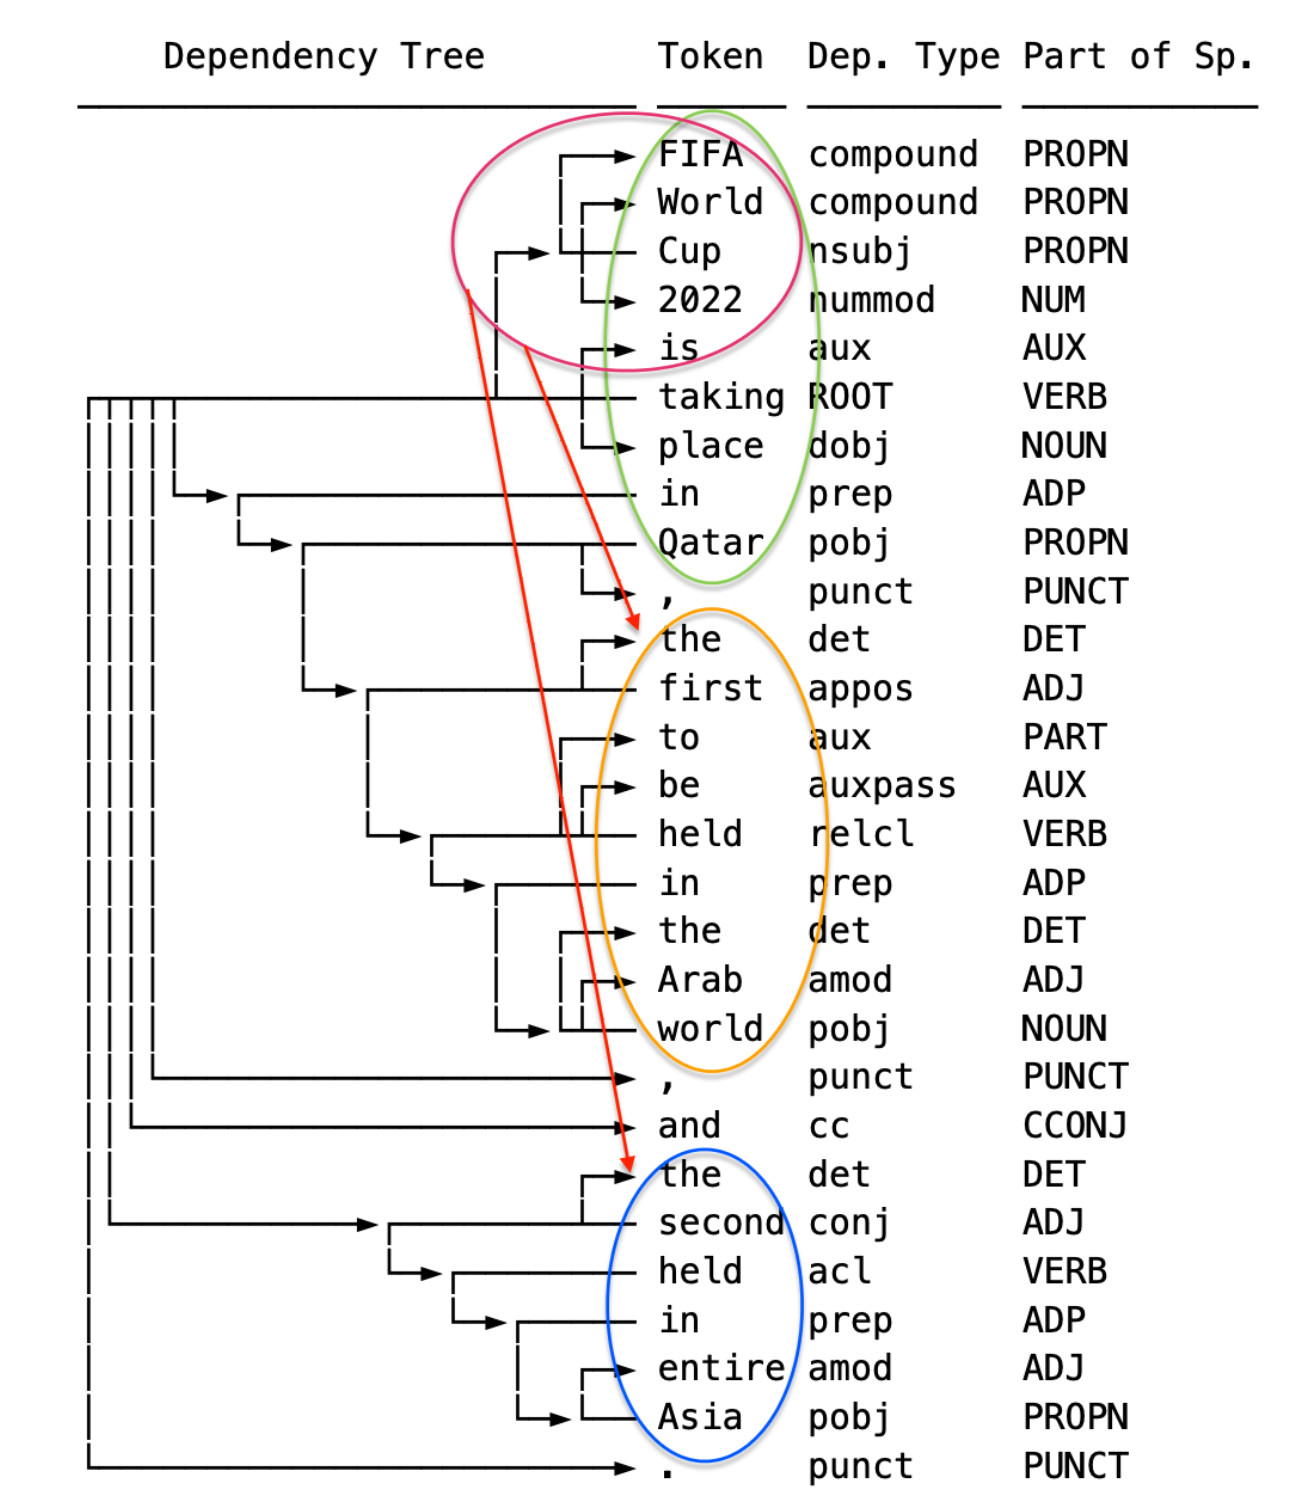 Dependency Tree Token Dep. Type Part of Sp.
FIFA compound PROPN
World compound PROPN
Cup nsubj PROPN
2022 nummod NUM
is aux AUX
taking ROOT VERB
place dobj NOUN
in prep ADP
Qatar pobj PROPN
, punct PUNCT
the det DET
first appos ADJ
to aux PART
be auxpass AUX
held relcl VERB
in prep ADP
the det DET
Arab amod ADJ
world pobj NOUN
, punct PUNCT
and cc CCONJ
the det DET
second conj ADJ
held acl VERB
in prep ADP
entire amod ADJ
Asia pobj PROPN
. punct PUNCT